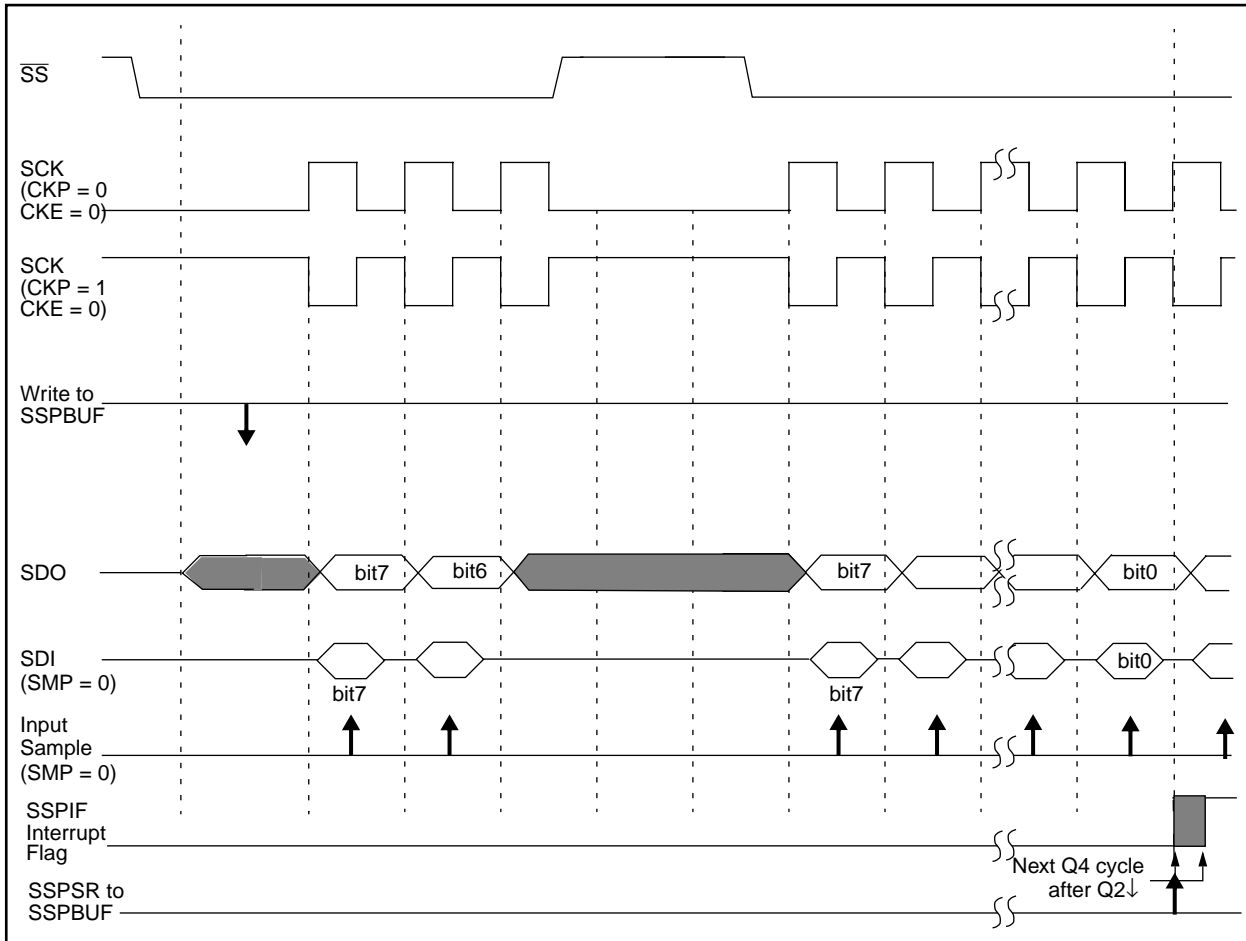 SS
SCK
(CKP = 0
CKE = 0)
SCK
(CKP = 1
CKE = 0)
Write to
SSPBUF
SDO
bit7
bit6
bit7
bit0
SDI
(SMP = 0)
bit7
bit7
bit0
Input
Sample
(SMP = 0)
SSPIF
Interrupt
Flag
Next Q4 cycle
after Q2↓
SSPSR to
SSPBUF